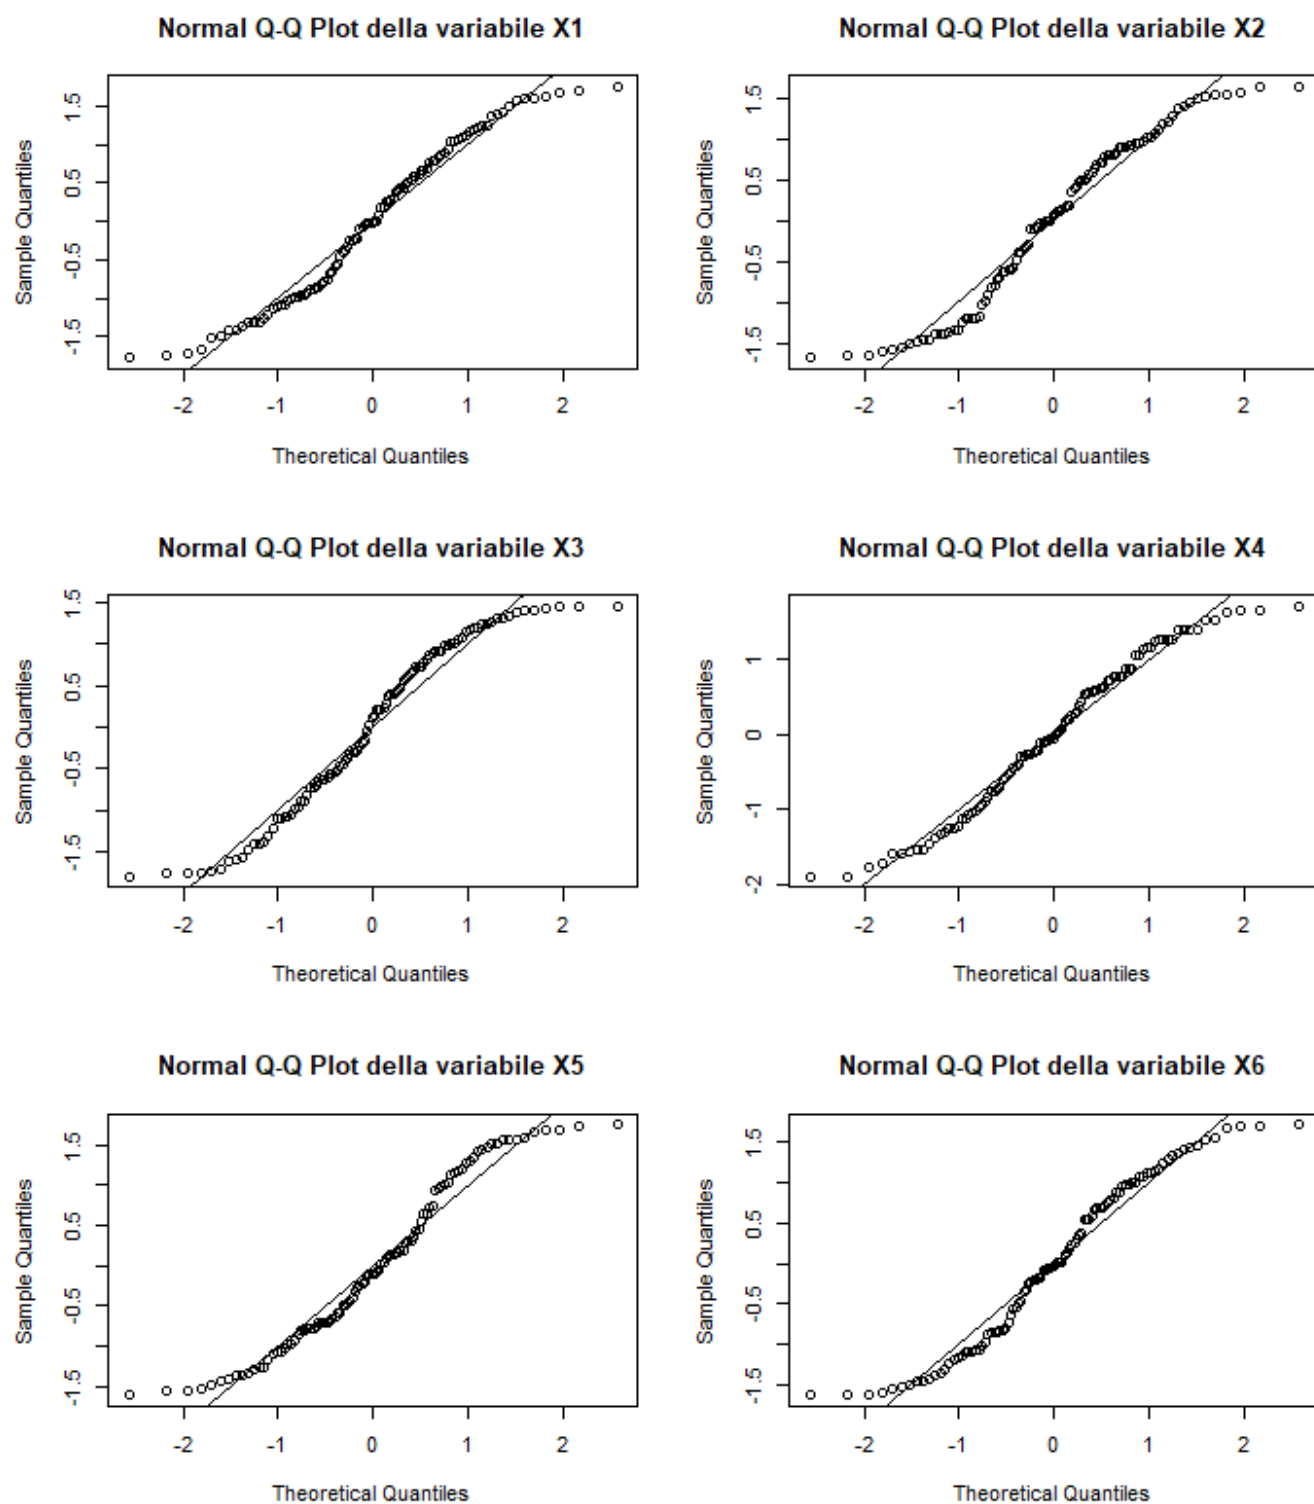 Normal Q-Q Plot della variabile X1
Sample Quantiles
1.5
0.5
-0.5
-1.5
-2 -1 0 1 2
Theoretical Quantiles
Normal Q-Q Plot della variabile X2
Sample Quantiles
1.5
0.5
-0.5
-1.5
-2 -1 0 1 2
Theoretical Quantiles
Normal Q-Q Plot della variabile X3
Sample Quantiles
1.5
0.5
-0.5
-1.5
-2 -1 0 1 2
Theoretical Quantiles
Normal Q-Q Plot della variabile X4
Sample Quantiles
1
0
-1
-2
-2 -1 0 1 2
Theoretical Quantiles
Normal Q-Q Plot della variabile X5
Sample Quantiles
1.5
0.5
-0.5
-1.5
-2 -1 0 1 2
Theoretical Quantiles
Normal Q-Q Plot della variabile X6
Sample Quantiles
1.5
0.5
-0.5
-1.5
-2 -1 0 1 2
Theoretical Quantiles